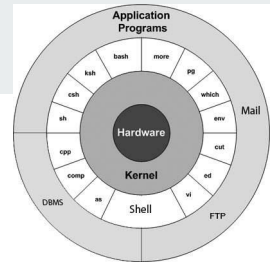 Application
Programs
bash
more
ksh
pg
csh
which
sh
env
Mail
Hardware
cpp
cut
Kernel
comp
ed
DBMS
as
Shell
vi
FTP